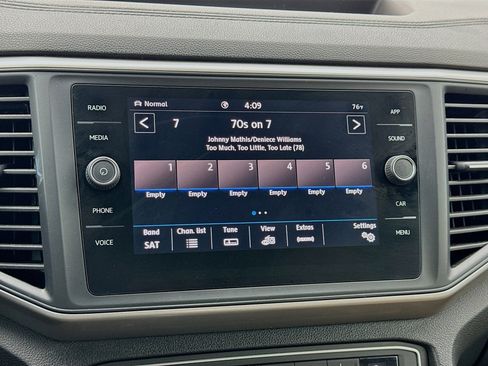 RADIO
MEDIA
PHONE
VOICE
Normal 4:09 76°F
< 7 70s on 7 >
Johnny Mathis/Deniece Williams
Too Much, Too Little, Too Late (78)
1 2 3 4 5 6
Empty Empty Empty Empty Empty Empty
Band Chan. list Tune View Extras Settings
SAT
APP
SOUND
CAR
MENU